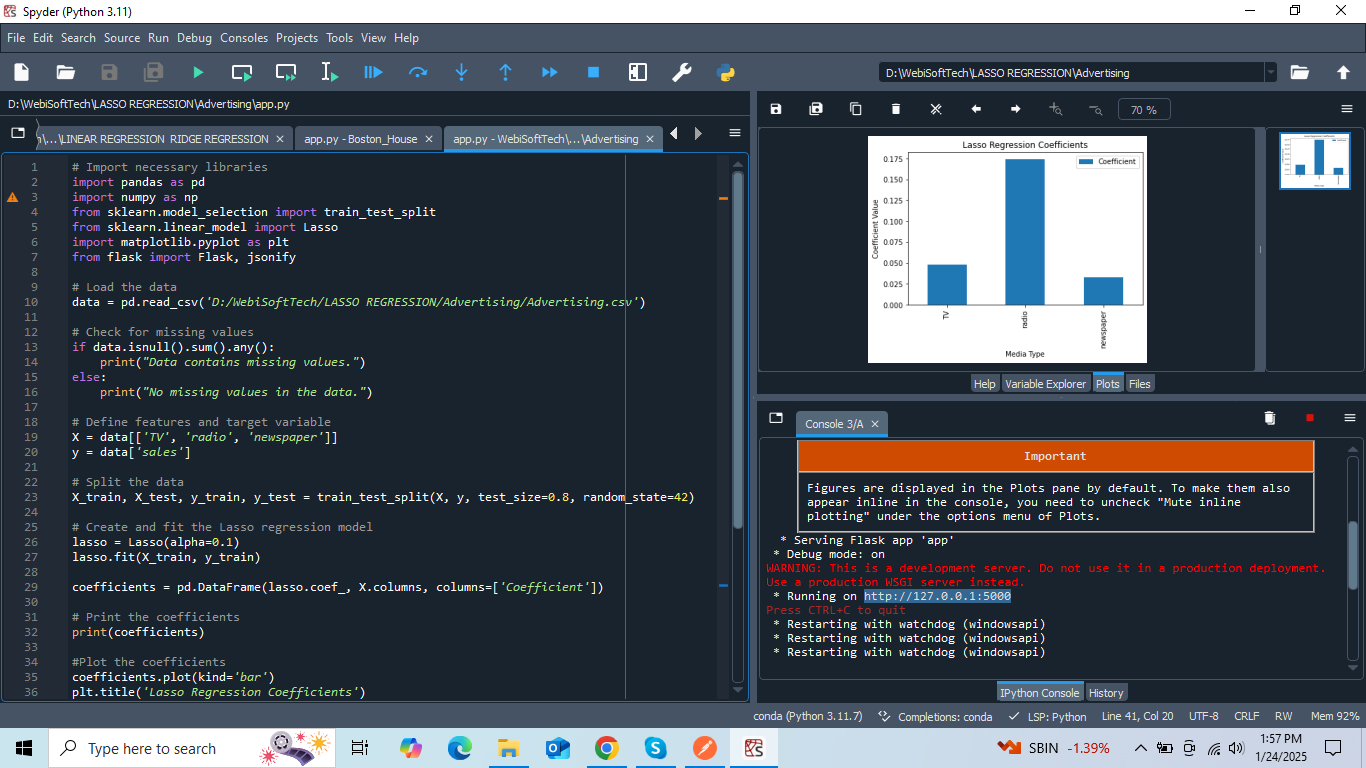 Spyder (Python 3.11)
File Edit Search Source Run Debug Consoles Projects Tools View Help
D:\WebiSoftTech\LASSO REGRESSION\Advertising
D:\WebiSoftTech\LASSO REGRESSION\Advertising\app.py
\...\LINEAR REGRESSION RIDGE REGRESSION
app.py - Boston_House
app.py - WebiSoftTech\...\Advertising
1 # Import necessary libraries
2 import pandas as pd
3 import numpy as np
4 from sklearn.model_selection import train_test_split
5 from sklearn.linear_model import Lasso
6 import matplotlib.pyplot as plt
7 from flask import Flask, jsonify
8
9 # Load the data
10 data = pd.read_csv('D:/WebiSoftTech/LASSO REGRESSION/Advertising/Advertising.csv')
11
12 # Check for missing values
13 if data.isnull().sum().any():
14     print("Data contains missing values.")
15 else:
16     print("No missing values in the data.")
17
18 # Define features and target variable
19 X = data[['TV', 'radio', 'newspaper']]
20 y = data['sales']
21
22 # Split the data
23 X_train, X_test, y_train, y_test = train_test_split(X, y, test_size=0.8, random_state=42)
24
25 # Create and fit the Lasso regression model
26 lasso = Lasso(alpha=0.1)
27 lasso.fit(X_train, y_train)
28
29 coefficients = pd.DataFrame(lasso.coef_, X.columns, columns=['Coefficient'])
30
31 # Print the coefficients
32 print(coefficients)
33
34 #Plot the coefficients
35 coefficients.plot(kind='bar')
36 plt.title('Lasso Regression Coefficients')
70 %
Lasso Regression Coefficients
Coefficient
0.175
0.150
0.125
0.100
0.075
0.050
0.025
0.000
Coefficient Value
TV
radio
newspaper
Media Type
Help Variable Explorer Plots Files
Console 3/A
Important
Figures are displayed in the Plots pane by default. To make them also
appear inline in the console, you need to uncheck "Mute inline
plotting" under the options menu of Plots.
* Serving Flask app 'app'
* Debug mode: on
WARNING: This is a development server. Do not use it in a production deployment.
Use a production WSGI server instead.
* Running on http://127.0.0.1:5000
Press CTRL+C to quit
* Restarting with watchdog (windowsapi)
* Restarting with watchdog (windowsapi)
* Restarting with watchdog (windowsapi)
IPython Console History
conda (Python 3.11.7) Completions: conda LSP: Python Line 41, Col 20 UTF-8 CRLF RW Mem 92%
Type here to search
SBIN -1.39%
1:57 PM
1/24/2025